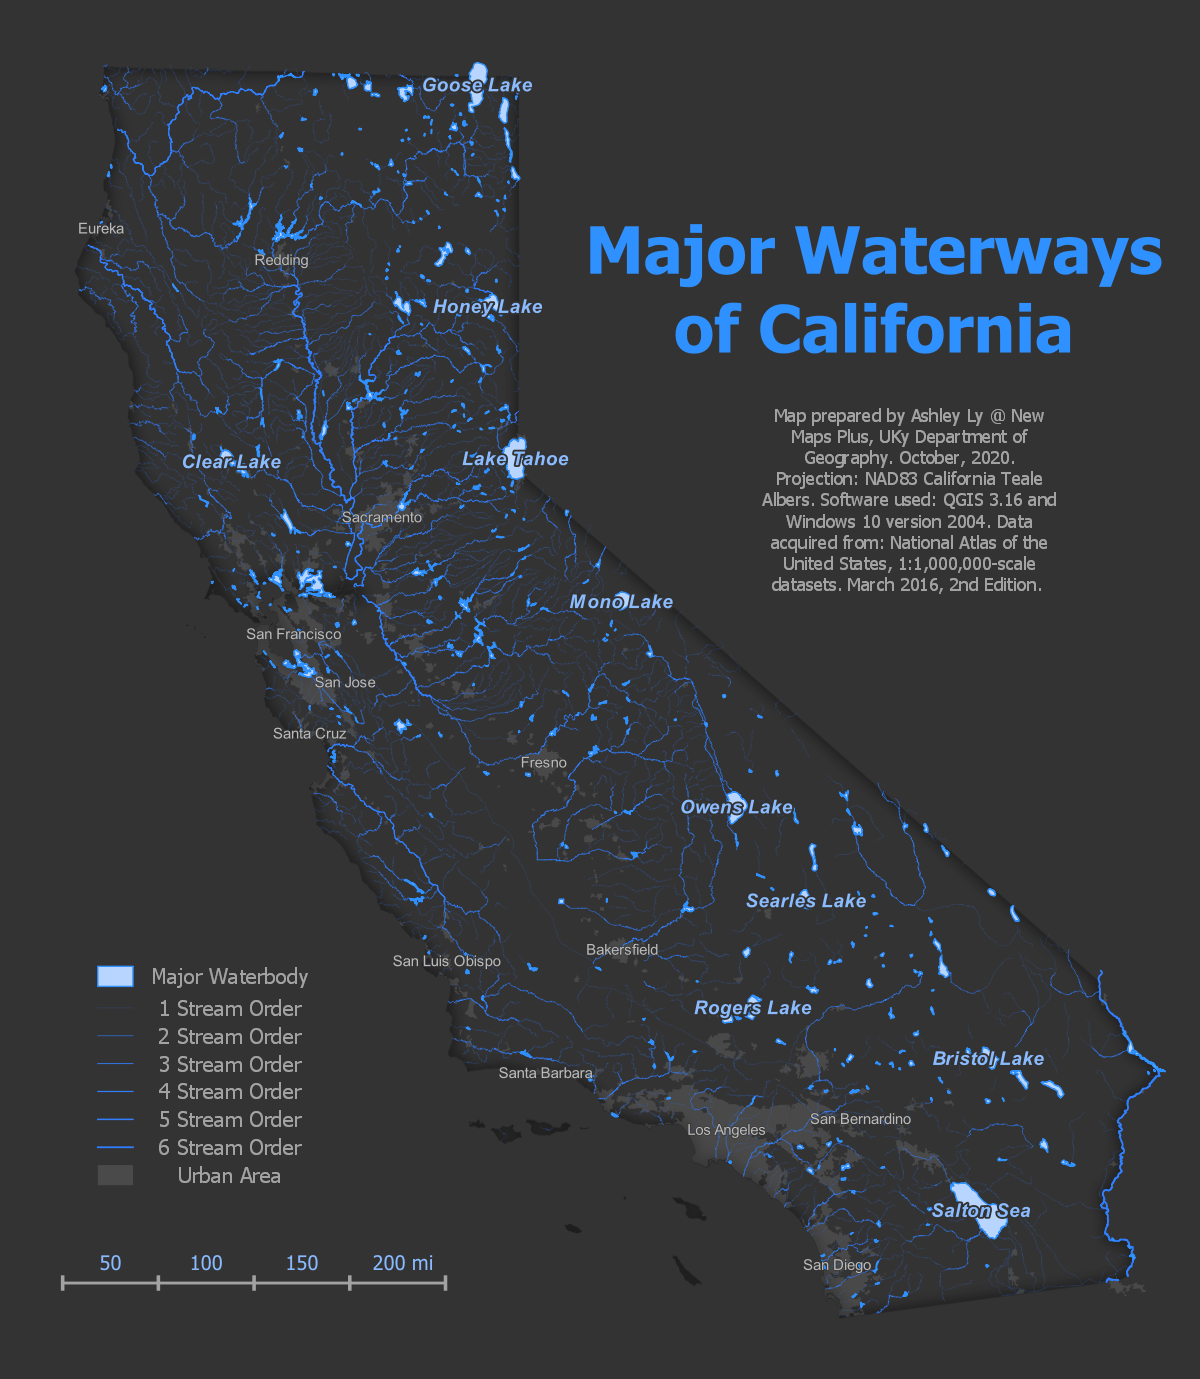 Goose Lake
Eureka
Redding
Honey Lake
Major Waterways
of California
Map prepared by Ashley Ly @ New
Maps Plus, UKy Department of
Geography. October, 2020.
Projection: NAD83 California Teale
Albers. Software used: QGIS 3.16 and
Windows 10 version 2004. Data
acquired from: National Atlas of the
United States, 1:1,000,000-scale
datasets. March 2016, 2nd Edition.
Clear Lake
Lake Tahoe
Sacramento
Mono Lake
San Francisco
San Jose
Santa Cruz
Fresno
Owens Lake
Searles Lake
Bakersfield
San Luis Obispo
Rogers Lake
Bristol Lake
Santa Barbara
San Bernardino
Los Angeles
Salton Sea
San Diego
Major Waterbody
1 Stream Order
2 Stream Order
3 Stream Order
4 Stream Order
5 Stream Order
6 Stream Order
Urban Area
50 100 150 200 mi